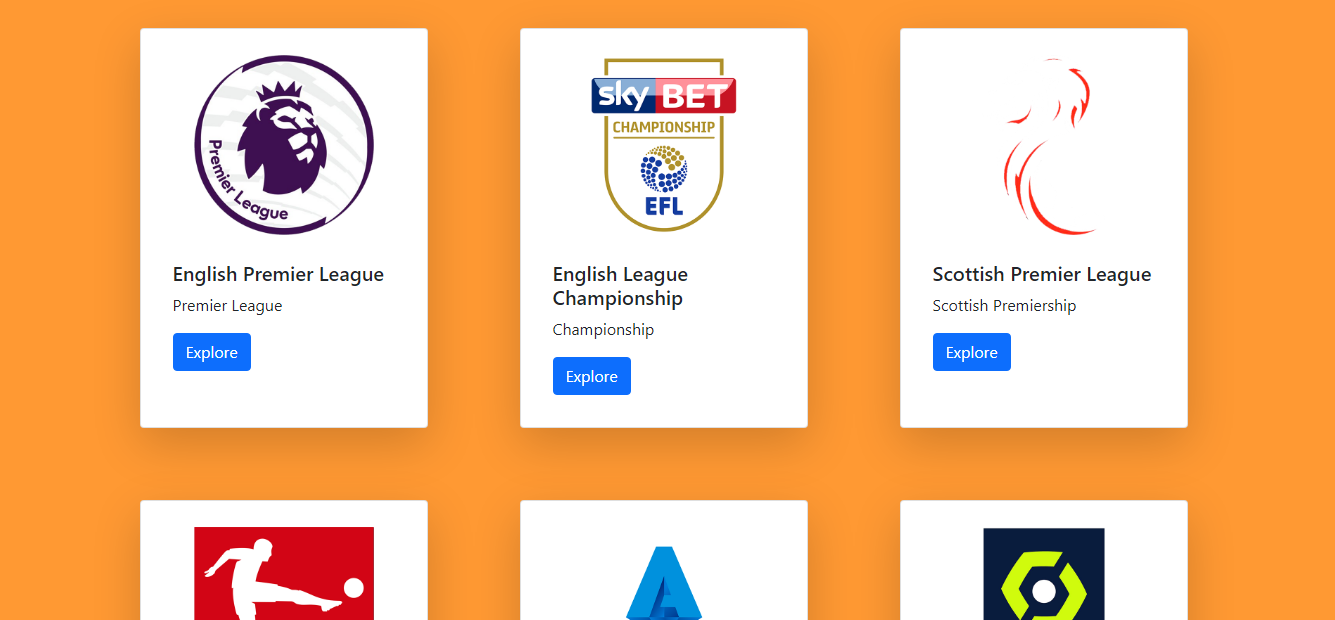 Premier League
sky BET
CHAMPIONSHIP
EFL
English Premier League
Premier League
Explore
English League
Championship
Championship
Explore
Scottish Premier League
Scottish Premiership
Explore